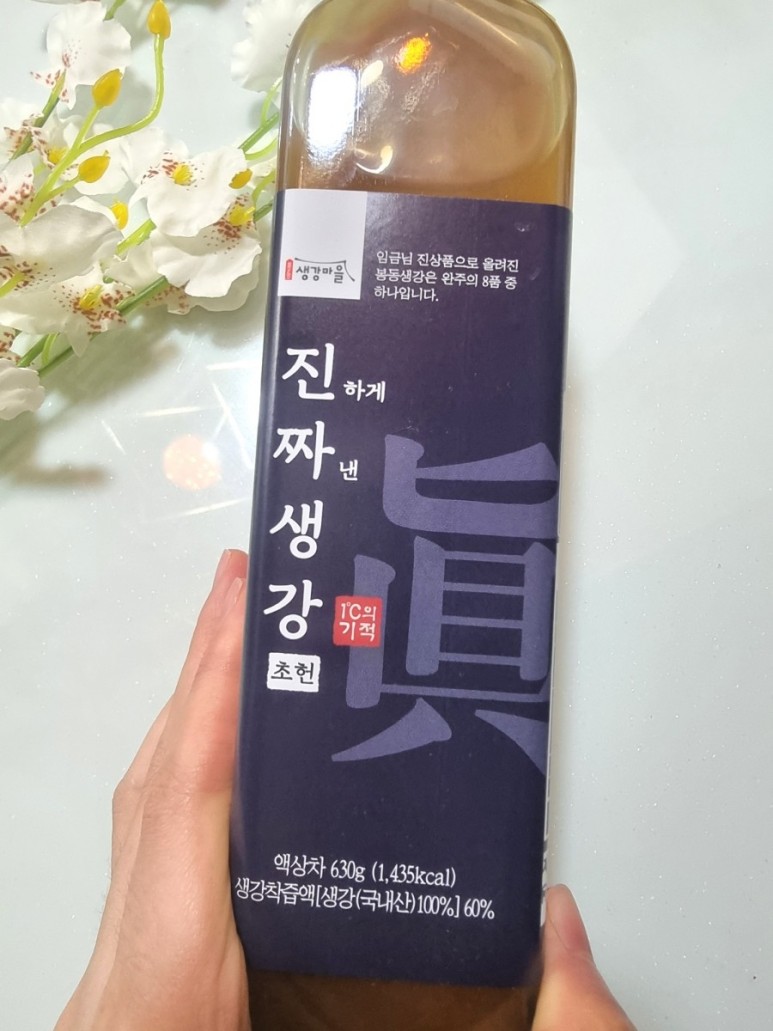 생강마을
임금님 진상품으로 올려진
봉동생강은 완주의 8품 중
하나입니다.
진하게
짜낸
생
강
1℃의
기적
초헌
眞
액상차 630g (1,435kcal)
생강착즙액[생강(국내산)100%] 60%